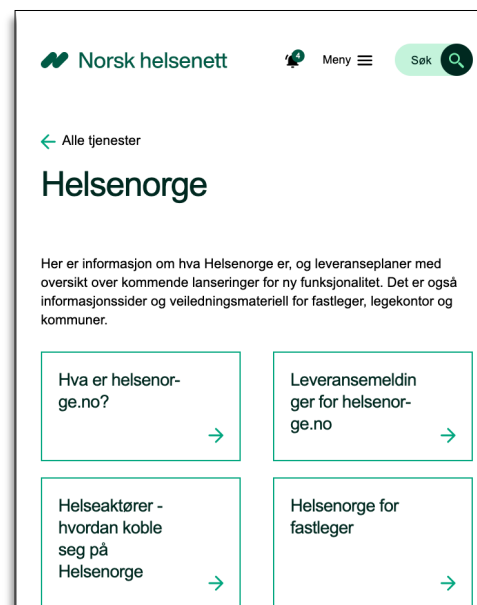 Norsk helsenett
4
Meny
Søk
Alle tjenester
Helsenorge
Her er informasjon om hva Helsenorge er, og leveranseplaner med
oversikt over kommende lanseringer for ny funksjonalitet. Det er også
informasjonssider og veiledningsmateriell for fastleger, legekontor og
kommuner.
Hva er helsenor-
ge.no?
Leveransemeldin
ger for helsenor-
ge.no
Helseaktører -
hvordan koble
seg på
Helsenorge
Helsenorge for
fastleger